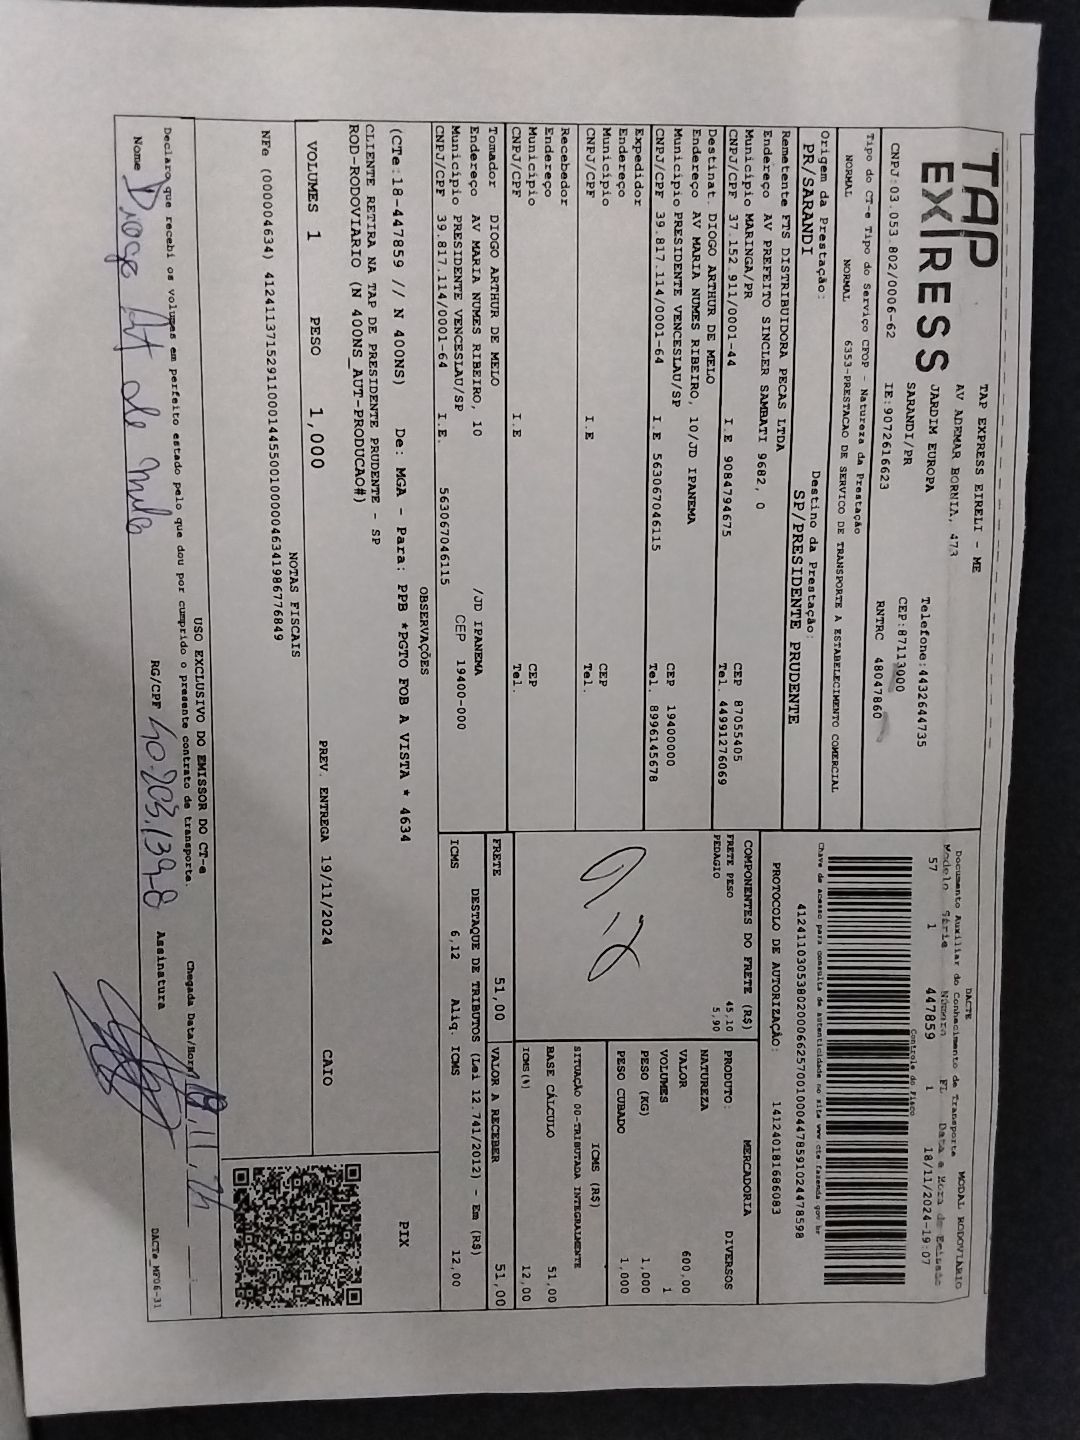 TAP
EXPRESS
TAP EXPRESS EIRELI - ME
AV ADEMAR BORNIA, 473
JARDIM EUROPA
SARANDI/PR
Telefone:4432644735
CEP:87113000
CNPJ:03.053.802/0006-62
IE:9072616623
RNTRC 48047860
DACTE
Documento Auxiliar do Conhecimento de Transporte
MODAL RODOVIARIO
Modelo Série Número FL Data e Hora de Emissão
57 1 447859 1 18/11/2024-19:07
Controle do Fisco
41241103053802000662570010004478591024478598
Chave de acesso para consulta de autenticidade no site www.cte.fazenda.gov.br
PROTOCOLO DE AUTORIZAÇÃO: 141240181686083
Tipo do CT-e Tipo do Serviço CFOP - Natureza da Prestação
NORMAL NORMAL 6353-PRESTACAO DE SERVICO DE TRANSPORTE A ESTABELECIMENTO COMERCIAL
Origem da Prestação: Destino da Prestação:
PR/SARANDI SP/PRESIDENTE PRUDENTE
Remetente FTS DISTRIBUIDORA PECAS LTDA
Endereço AV PREFEITO SINCLER SAMBATI 9682, 0
Município MARINGA/PR CEP 87055405
CNPJ/CPF 37.152.911/0001-44 I.E 9084794675 Tel. 44991276069
Destinat. DIOGO ARTHUR DE MELO
Endereço AV MARIA NUMES RIBEIRO, 10/JD IPANEMA
Município PRESIDENTE VENCESLAU/SP CEP 19400000
CNPJ/CPF 39.817.114/0001-64 I.E 563067046115 Tel. 8996145678
Expedidor
Endereço
Município CEP
CNPJ/CPF I.E Tel.
Recebedor
Endereço
Município CEP
CNPJ/CPF I.E Tel.
Tomador DIOGO ARTHUR DE MELO
Endereço AV MARIA NUMES RIBEIRO, 10 /JD IPANEMA
Município PRESIDENTE VENCESLAU/SP CEP 19400-000
CNPJ/CPF 39.817.114/0001-64 I.E. 563067046115
COMPONENTES DO FRETE (R$)
FRETE PESO 45,10
PEDAGIO 5,90
MERCADORIA
PRODUTO: DIVERSOS
NATUREZA
VALOR 600,00
VOLUMES 1
PESO (KG) 1,000
PESO CUBADO 1,000
ICMS (R$)
SITUAÇÃO 00-TRIBUTADA INTEGRALMENTE
BASE CÁLCULO 51,00
ICMS(%) 12,00
FRETE 51,00 VALOR A RECEBER 51,00
DESTAQUE DE TRIBUTOS (Lei 12.741/2012) - Em (R$)
ICMS 6,12 Aliq. ICMS 12,00
OBSERVAÇÕES
(CTe:18-447859 // N 400NS) De: MGA - Para: PPB *PGTO FOB A VISTA * 4634
CLIENTE RETIRA NA TAP DE PRESIDENTE PRUDENTE - SP
ROD-RODOVIARIO (N 400NS_AUT-PRODUCAO#)
PIX
VOLUMES 1 PESO 1,000 PREV. ENTREGA 19/11/2024 CAIO
NOTAS FISCAIS
NFe (000004634) 41241137152911000144550010000046341986776849
USO EXCLUSIVO DO EMISSOR DO CT-e
Declaro que recebi os volumes em perfeito estado pelo que dou por cumprido o presente contrato de transporte.
Chegada Data/Hora
Nome Diogo Art de Melo RG/CPF 40.203.139-8 Assinatura
DACTe_MP06-31